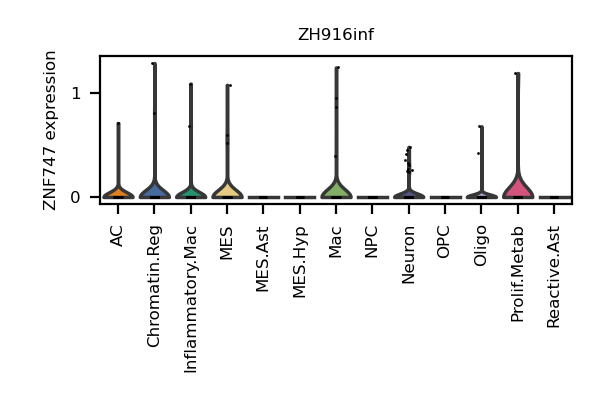 ZH916inf
ZNF747 expression
1
0
AC
Chromatin.Reg
Inflammatory.Mac
MES
MES.Ast
MES.Hyp
Mac
NPC
Neuron
OPC
Oligo
Prolif.Metab
Reactive.Ast